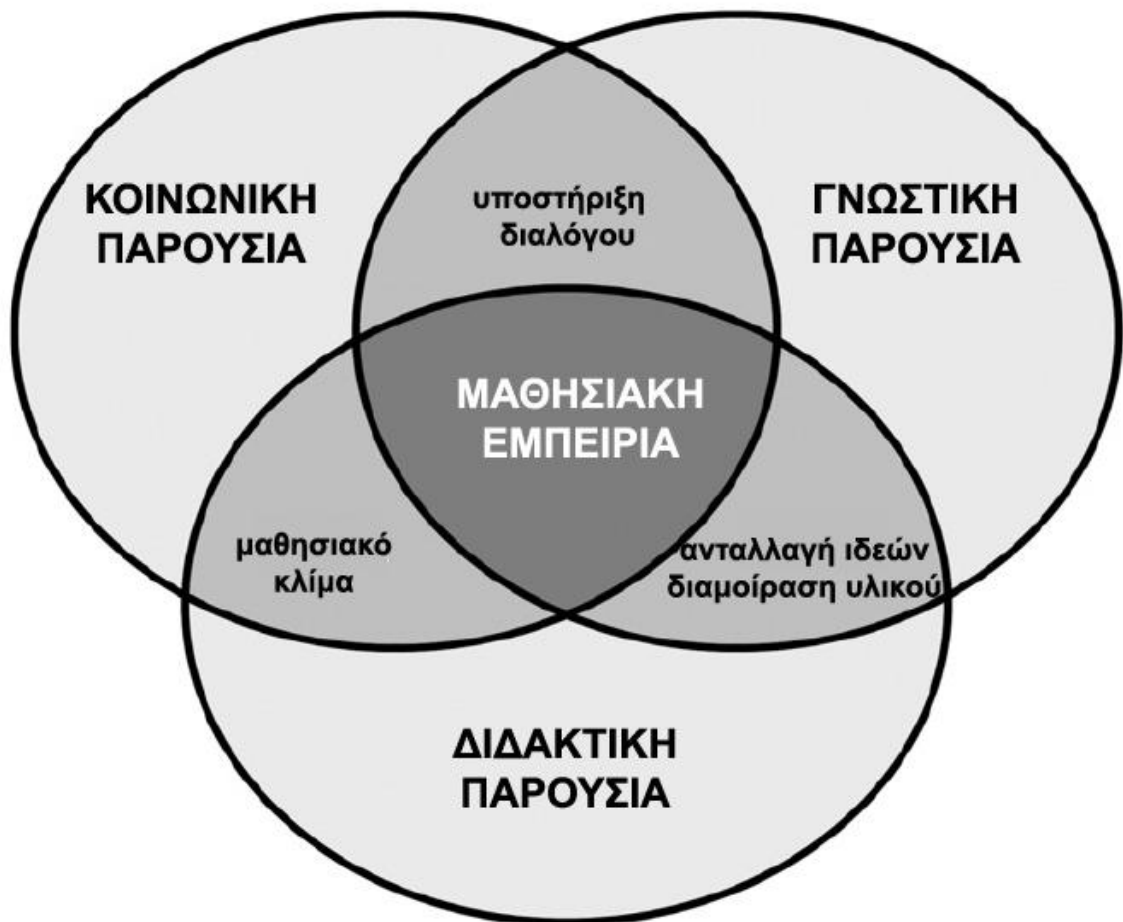 ΚΟΙΝΩΝΙΚΗ
ΠΑΡΟΥΣΙΑ
υποστήριξη
διαλόγου
ΓΝΩΣΤΙΚΗ
ΠΑΡΟΥΣΙΑ
ΜΑΘΗΣΙΑΚΗ
ΕΜΠΕΙΡΙΑ
μαθησιακό
κλίμα
ανταλλαγή ιδεών
διαμοίραση υλικού
ΔΙΔΑΚΤΙΚΗ
ΠΑΡΟΥΣΙΑ